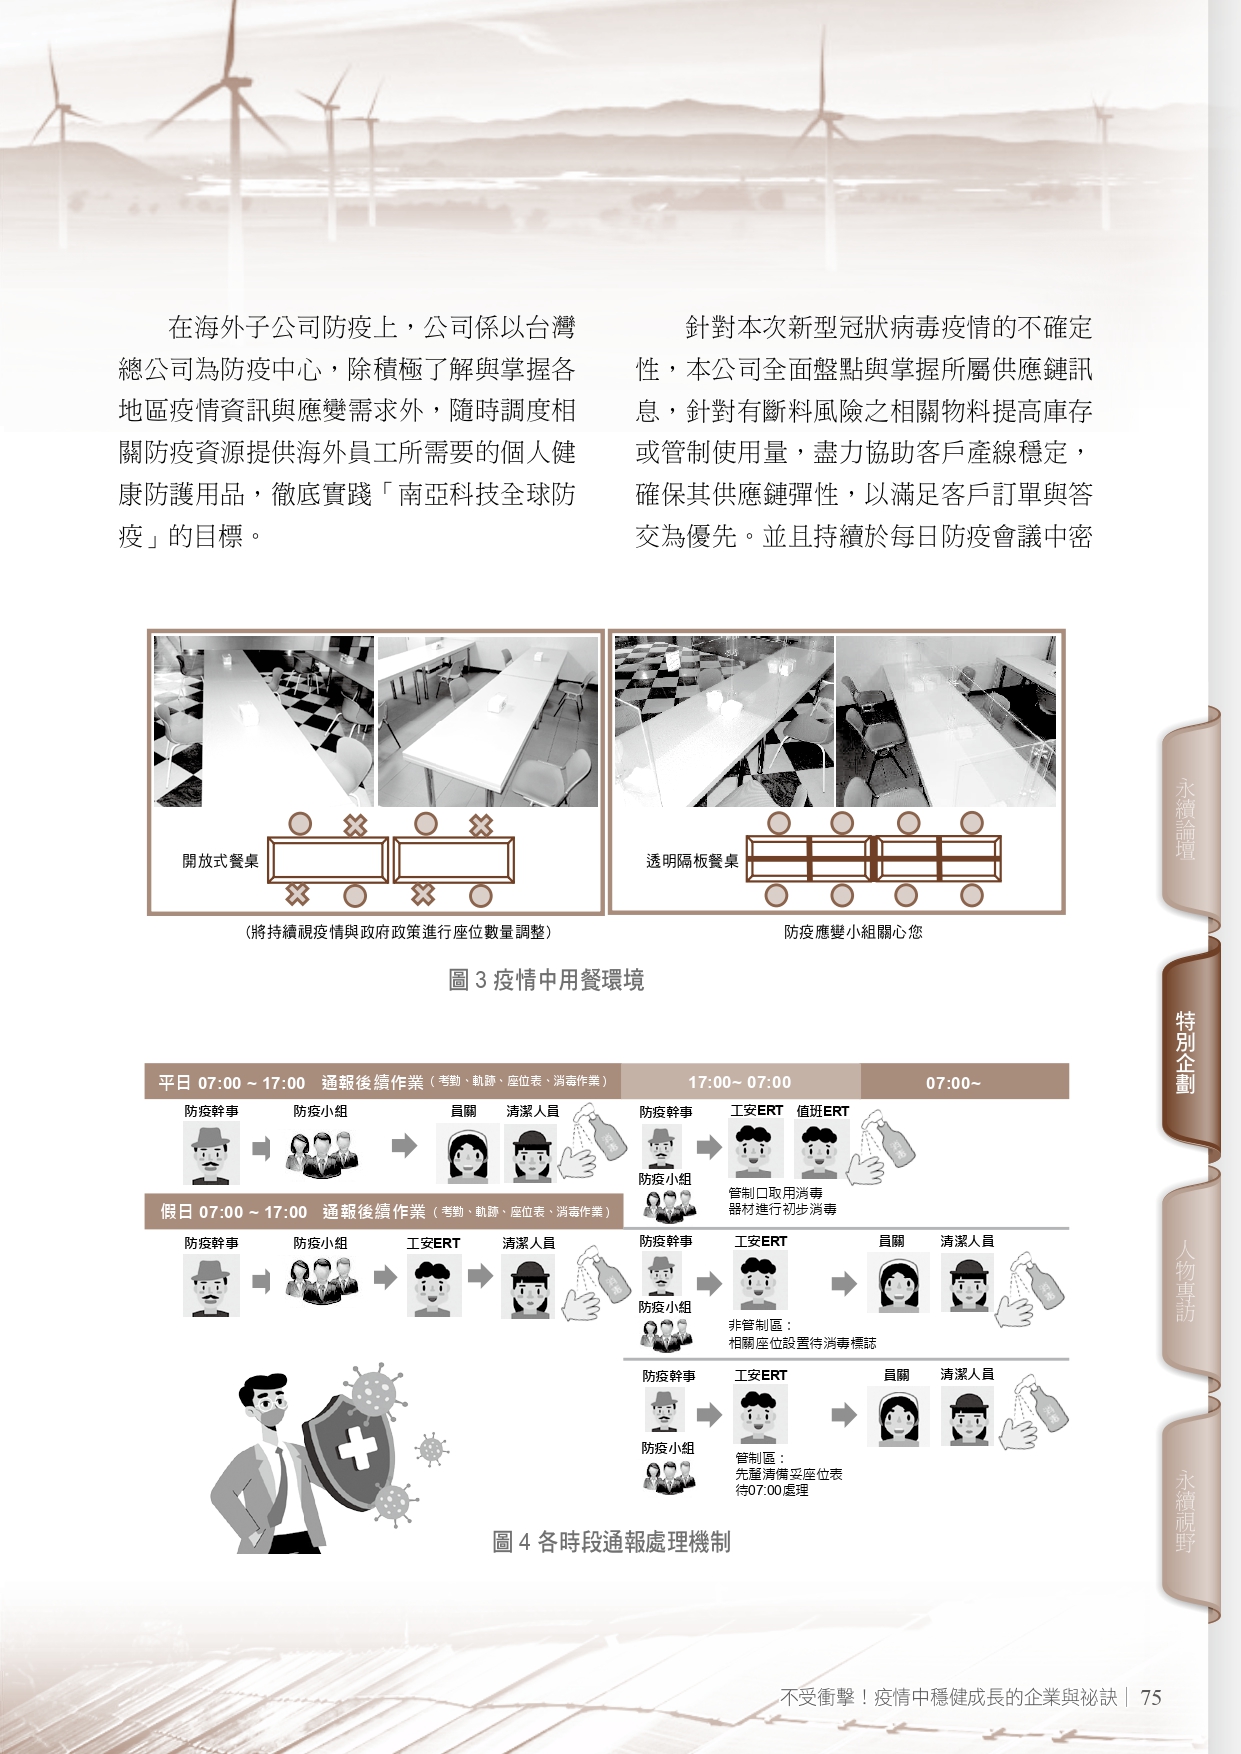 在海外子公司防疫上，公司係以台灣
總公司為防疫中心，除積極了解與掌握各
地區疫情資訊與應變需求外，隨時調度相
關防疫資源提供海外員工所需要的個人健
康防護用品，徹底實踐「南亞科技全球防
疫」的目標。
針對本次新型冠狀病毒疫情的不確定
性，本公司全面盤點與掌握所屬供應鏈訊
息，針對有斷料風險之相關物料提高庫存
或管制使用量，盡力協助客戶產線穩定，
確保其供應鏈彈性，以滿足客戶訂單與答
交為優先。並且持續於每日防疫會議中密
開放式餐桌
透明隔板餐桌
（將持續視疫情與政府政策進行座位數量調整）
防疫應變小組關心您
圖 3 疫情中用餐環境
平日 07:00 ~ 17:00 通報後續作業（考勤、軌跡、座位表、消毒作業）
17:00~ 07:00
07:00~
防疫幹事
防疫小組
員關
清潔人員
消毒
防疫幹事
工安ERT
值班ERT
消毒
防疫小組
管制口取用消毒
器材進行初步消毒
假日 07:00 ~ 17:00 通報後續作業（考勤、軌跡、座位表、消毒作業）
防疫幹事
防疫小組
工安ERT
清潔人員
消毒
防疫幹事
工安ERT
員關
清潔人員
消毒
防疫小組
非管制區：
相關座位設置待消毒標誌
防疫幹事
工安ERT
員關
清潔人員
消毒
防疫小組
管制區：
先釐清備妥座位表
待07:00處理
圖 4 各時段通報處理機制
永續論壇
特別企劃
人物專訪
永續視野
不受衝擊！疫情中穩健成長的企業與祕訣│ 75